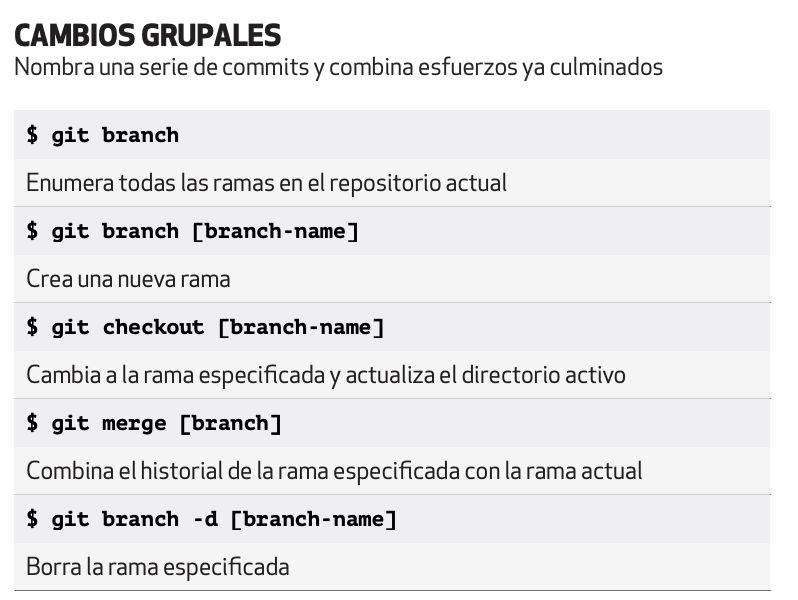 CAMBIOS GRUPALES
Nombra una serie de commits y combina esfuerzos ya culminados
$ git branch
Enumera todas las ramas en el repositorio actual
$ git branch [branch-name]
Crea una nueva rama
$ git checkout [branch-name]
Cambia a la rama especificada y actualiza el directorio activo
$ git merge [branch]
Combina el historial de la rama especificada con la rama actual
$ git branch -d [branch-name]
Borra la rama especificada